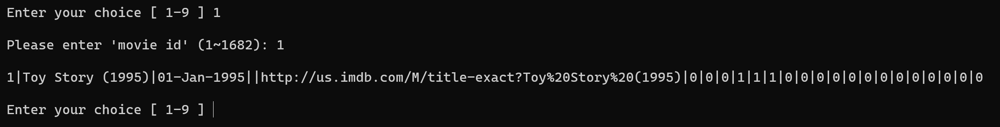 Enter your choice [ 1-9 ] 1
Please enter 'movie id' (1~1682): 1
1|Toy Story (1995)|01-Jan-1995||http://us.imdb.com/M/title-exact?Toy%20Story%20(1995)|0|0|0|1|1|1|0|0|0|0|0|0|0|0|0|0|0|0|0
Enter your choice [ 1-9 ]